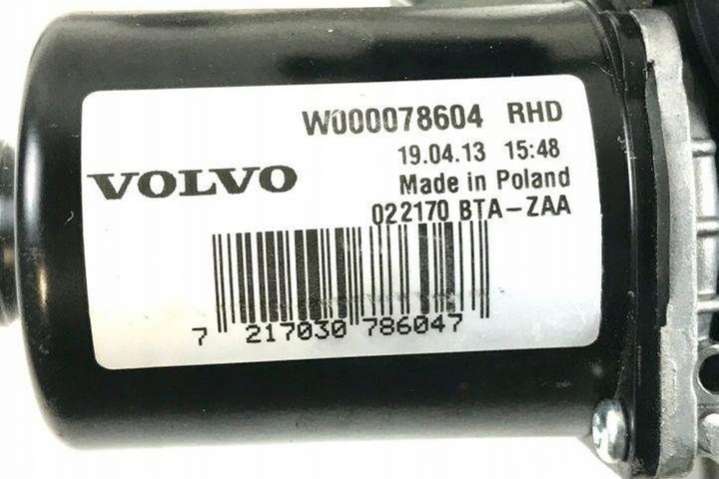 W000078604 RHD
19.04.13 15:48
VOLVO
Made in Poland
022170 BTA-ZAA
7 217030 786047